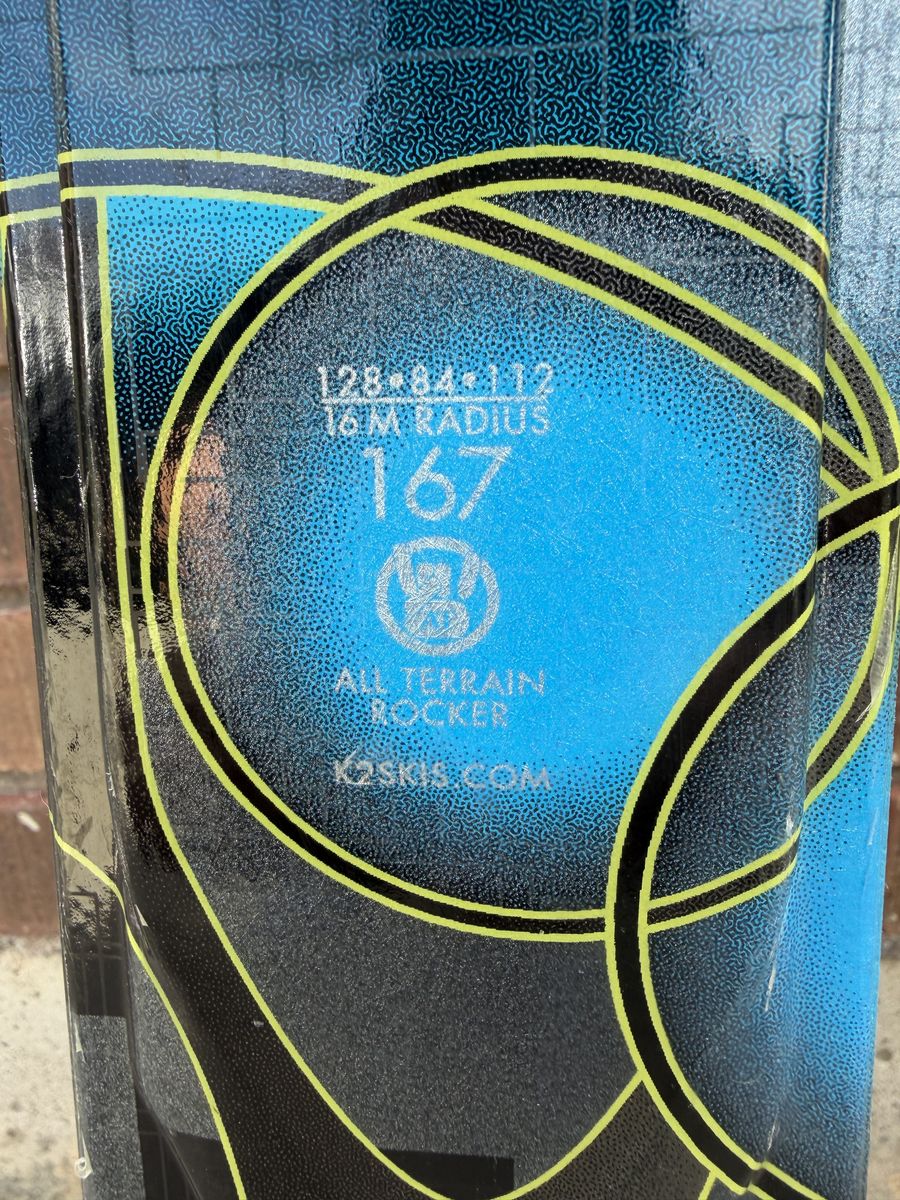 128•84•112
16 M RADIUS
167
ALL TERRAIN
ROCKER
K2SKIS.COM